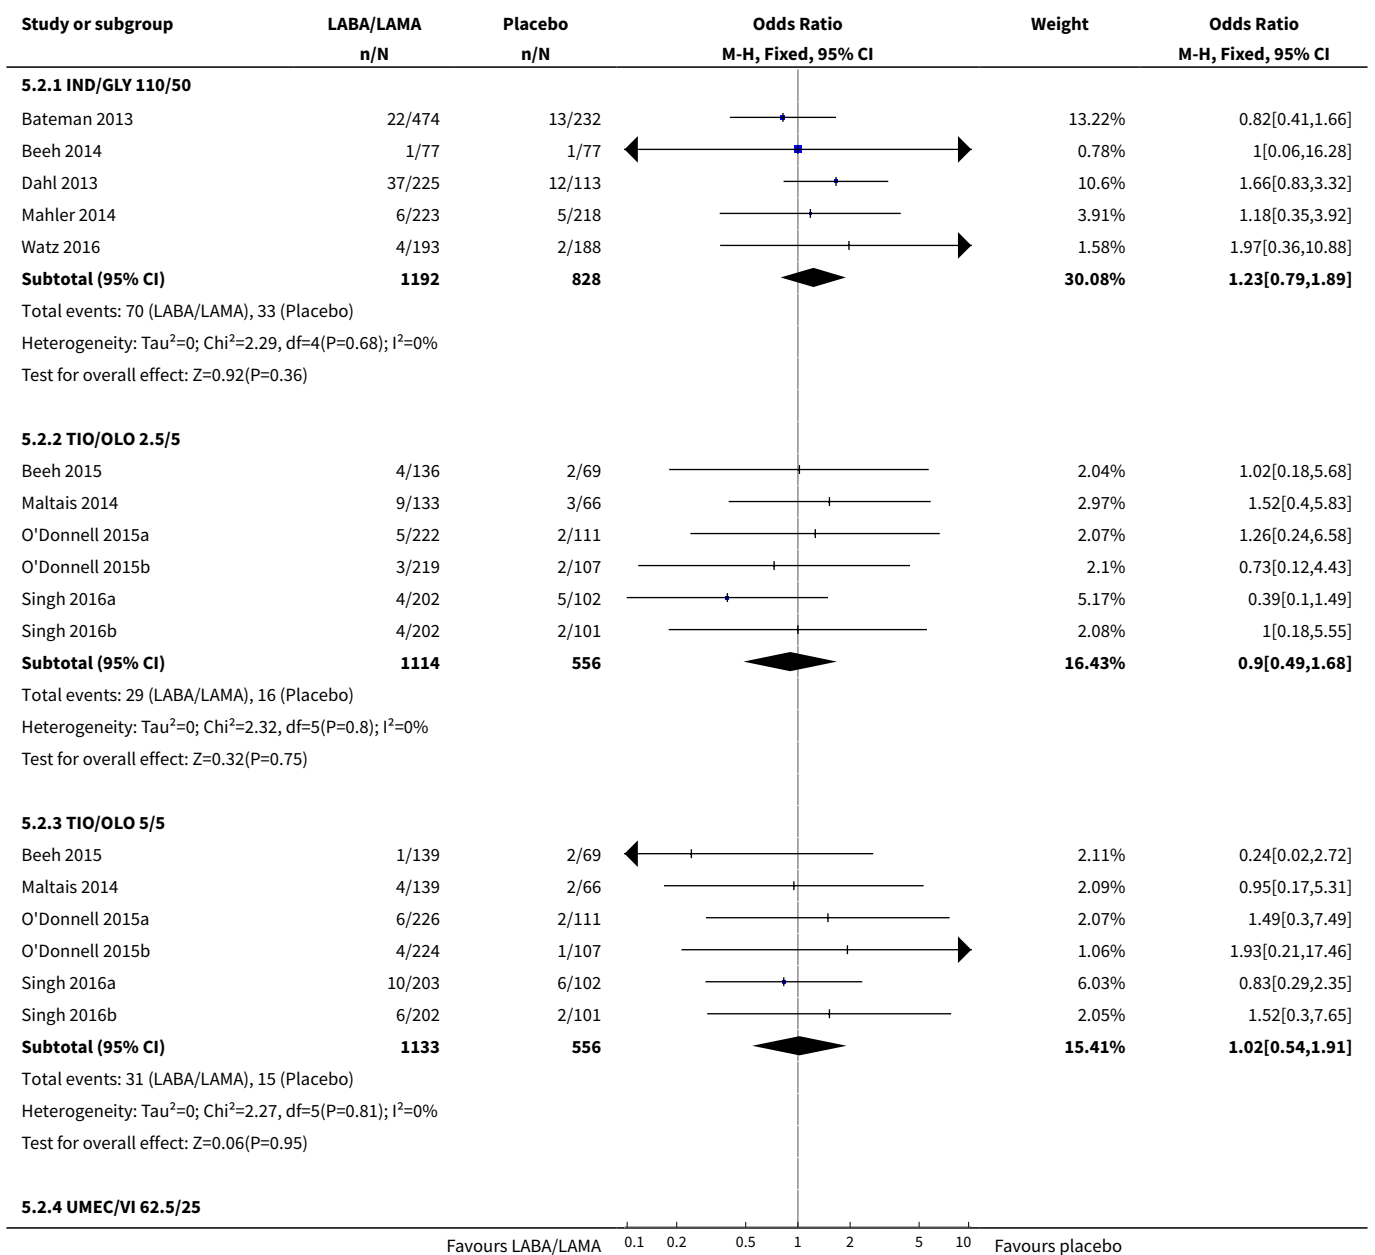 Study or subgroup LABA/LAMA Placebo Odds Ratio Weight Odds Ratio
n/N n/N M-H, Fixed, 95% CI M-H, Fixed, 95% CI
5.2.1 IND/GLY 110/50
Bateman 2013 22/474 13/232 13.22% 0.82[0.41,1.66]
Beeh 2014 1/77 1/77 0.78% 1[0.06,16.28]
Dahl 2013 37/225 12/113 10.6% 1.66[0.83,3.32]
Mahler 2014 6/223 5/218 3.91% 1.18[0.35,3.92]
Watz 2016 4/193 2/188 1.58% 1.97[0.36,10.88]
Subtotal (95% CI) 1192 828 30.08% 1.23[0.79,1.89]
Total events: 70 (LABA/LAMA), 33 (Placebo)
Heterogeneity: Tau²=0; Chi²=2.29, df=4(P=0.68); I²=0%
Test for overall effect: Z=0.92(P=0.36)
5.2.2 TIO/OLO 2.5/5
Beeh 2015 4/136 2/69 2.04% 1.02[0.18,5.68]
Maltais 2014 9/133 3/66 2.97% 1.52[0.4,5.83]
O'Donnell 2015a 5/222 2/111 2.07% 1.26[0.24,6.58]
O'Donnell 2015b 3/219 2/107 2.1% 0.73[0.12,4.43]
Singh 2016a 4/202 5/102 5.17% 0.39[0.1,1.49]
Singh 2016b 4/202 2/101 2.08% 1[0.18,5.55]
Subtotal (95% CI) 1114 556 16.43% 0.9[0.49,1.68]
Total events: 29 (LABA/LAMA), 16 (Placebo)
Heterogeneity: Tau²=0; Chi²=2.32, df=5(P=0.8); I²=0%
Test for overall effect: Z=0.32(P=0.75)
5.2.3 TIO/OLO 5/5
Beeh 2015 1/139 2/69 2.11% 0.24[0.02,2.72]
Maltais 2014 4/139 2/66 2.09% 0.95[0.17,5.31]
O'Donnell 2015a 6/226 2/111 2.07% 1.49[0.3,7.49]
O'Donnell 2015b 4/224 1/107 1.06% 1.93[0.21,17.46]
Singh 2016a 10/203 6/102 6.03% 0.83[0.29,2.35]
Singh 2016b 6/202 2/101 2.05% 1.52[0.3,7.65]
Subtotal (95% CI) 1133 556 15.41% 1.02[0.54,1.91]
Total events: 31 (LABA/LAMA), 15 (Placebo)
Heterogeneity: Tau²=0; Chi²=2.27, df=5(P=0.81); I²=0%
Test for overall effect: Z=0.06(P=0.95)
5.2.4 UMEC/VI 62.5/25
Favours LABA/LAMA 0.1 0.2 0.5 1 2 5 10 Favours placebo